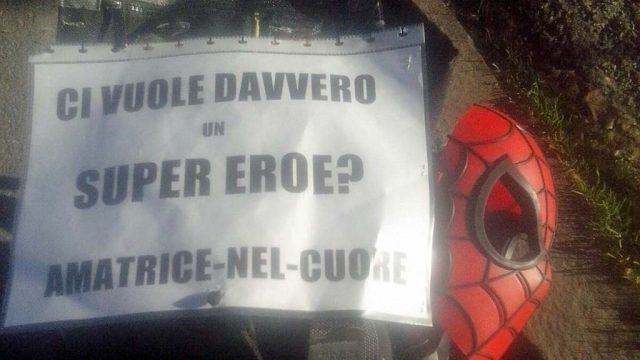 CI VUOLE DAVVERO
UN
SUPER EROE?
AMATRICE-NEL-CUORE